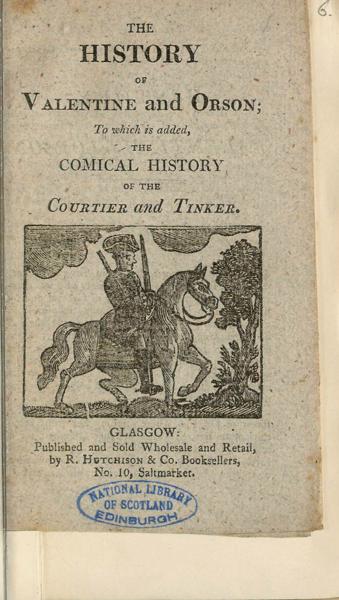 6.
THE
HISTORY
OF
VALENTINE and ORSON;
To which is added,
THE
COMICAL HISTORY
OF THE
COURTIER and TINKER.
GLASGOW:
Published and Sold Wholesale and Retail,
by R. HUTCHISON & Co. Booksellers,
No. 10, Saltmarket.
NATIONAL LIBRARY
OF SCOTLAND
EDINBURGH